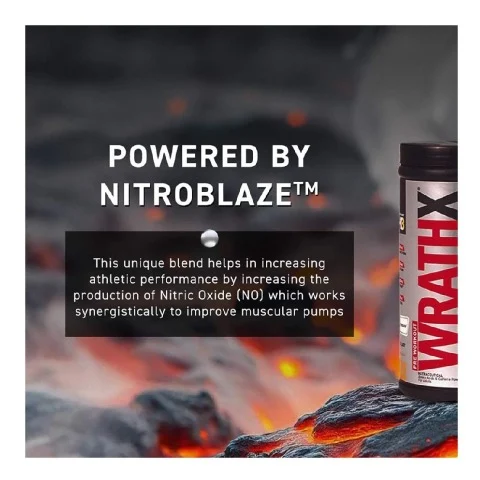 POWERED BY
NITROBLAZE™
This unique blend helps in increasing
athletic performance by increasing the
production of Nitric Oxide (NO) which works
synergistically to improve muscular pumps
WRATHX
PRE WORKOUT
NUTRACEUTICAL